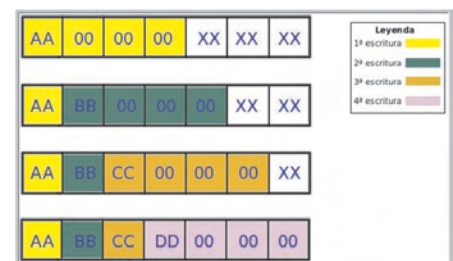 AA 00 00 00 XX XX XX
Leyenda
1ª escritura
2ª escritura
3ª escritura
4ª escritura
AA BB 00 00 00 XX XX
AA BB CC 00 00 00 XX
AA BB CC DD 00 00 00